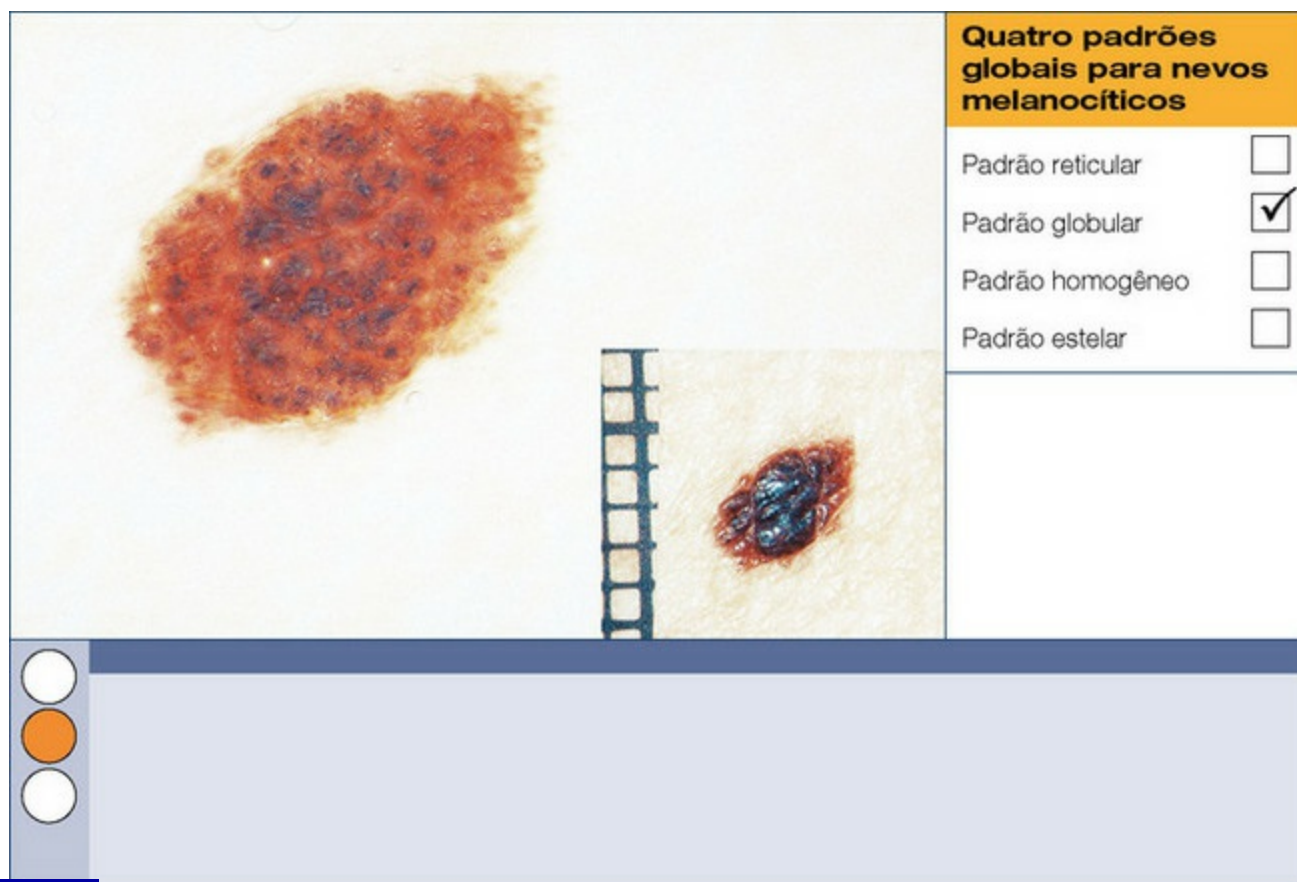 Quatro padrões
globais para nevos
melanocíticos
Padrão reticular
Padrão globular
Padrão homogêneo
Padrão estelar